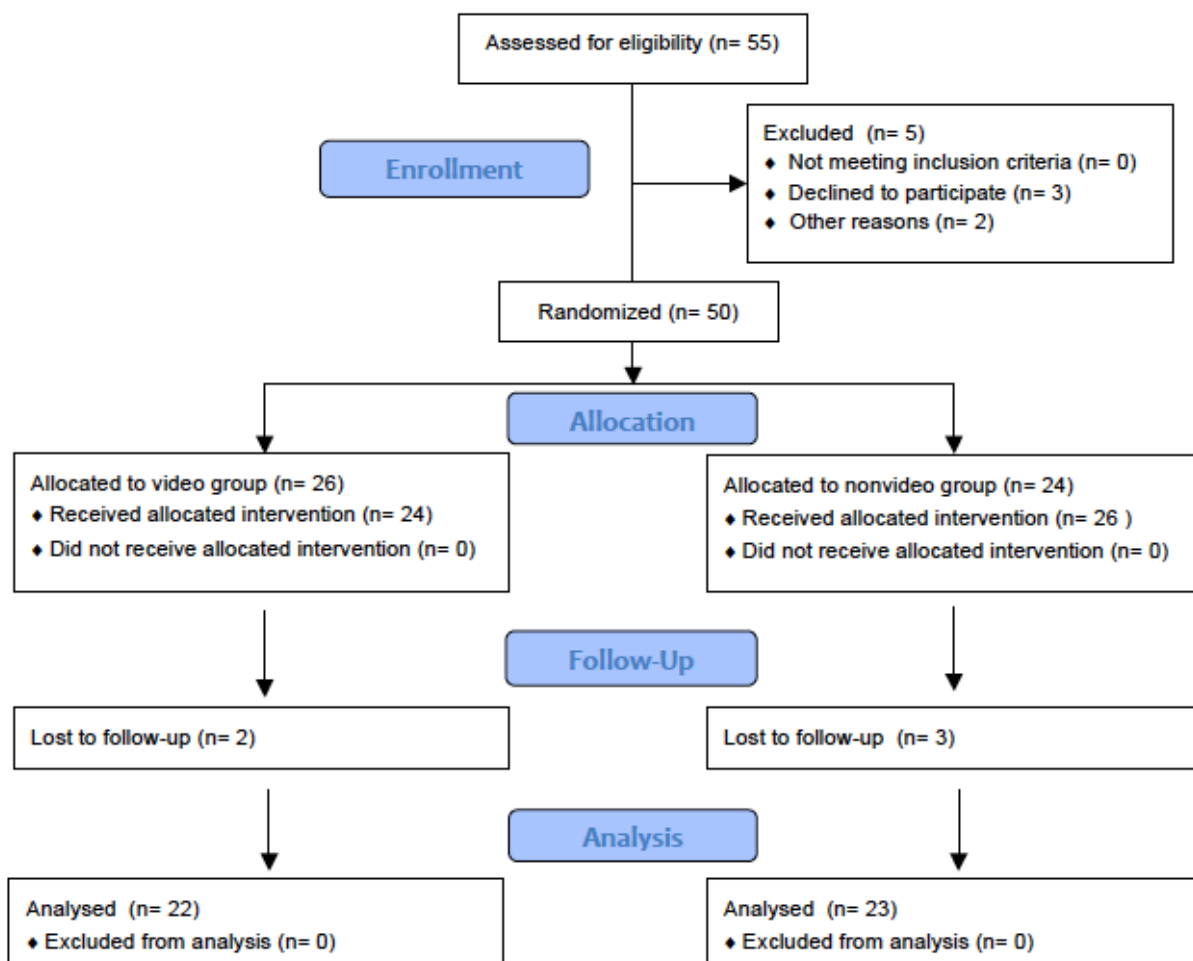 Assessed for eligibility (n= 55)
Excluded (n= 5)
♦ Not meeting inclusion criteria (n= 0)
♦ Declined to participate (n= 3)
♦ Other reasons (n= 2)
Enrollment
Randomized (n= 50)
Allocation
Allocated to video group (n= 26)
♦ Received allocated intervention (n= 24)
♦ Did not receive allocated intervention (n= 0)
Allocated to nonvideo group (n= 24)
♦ Received allocated intervention (n= 26 )
♦ Did not receive allocated intervention (n= 0)
Follow-Up
Lost to follow-up (n= 2)
Lost to follow-up (n= 3)
Analysis
Analysed (n= 22)
♦ Excluded from analysis (n= 0)
Analysed (n= 23)
♦ Excluded from analysis (n= 0)